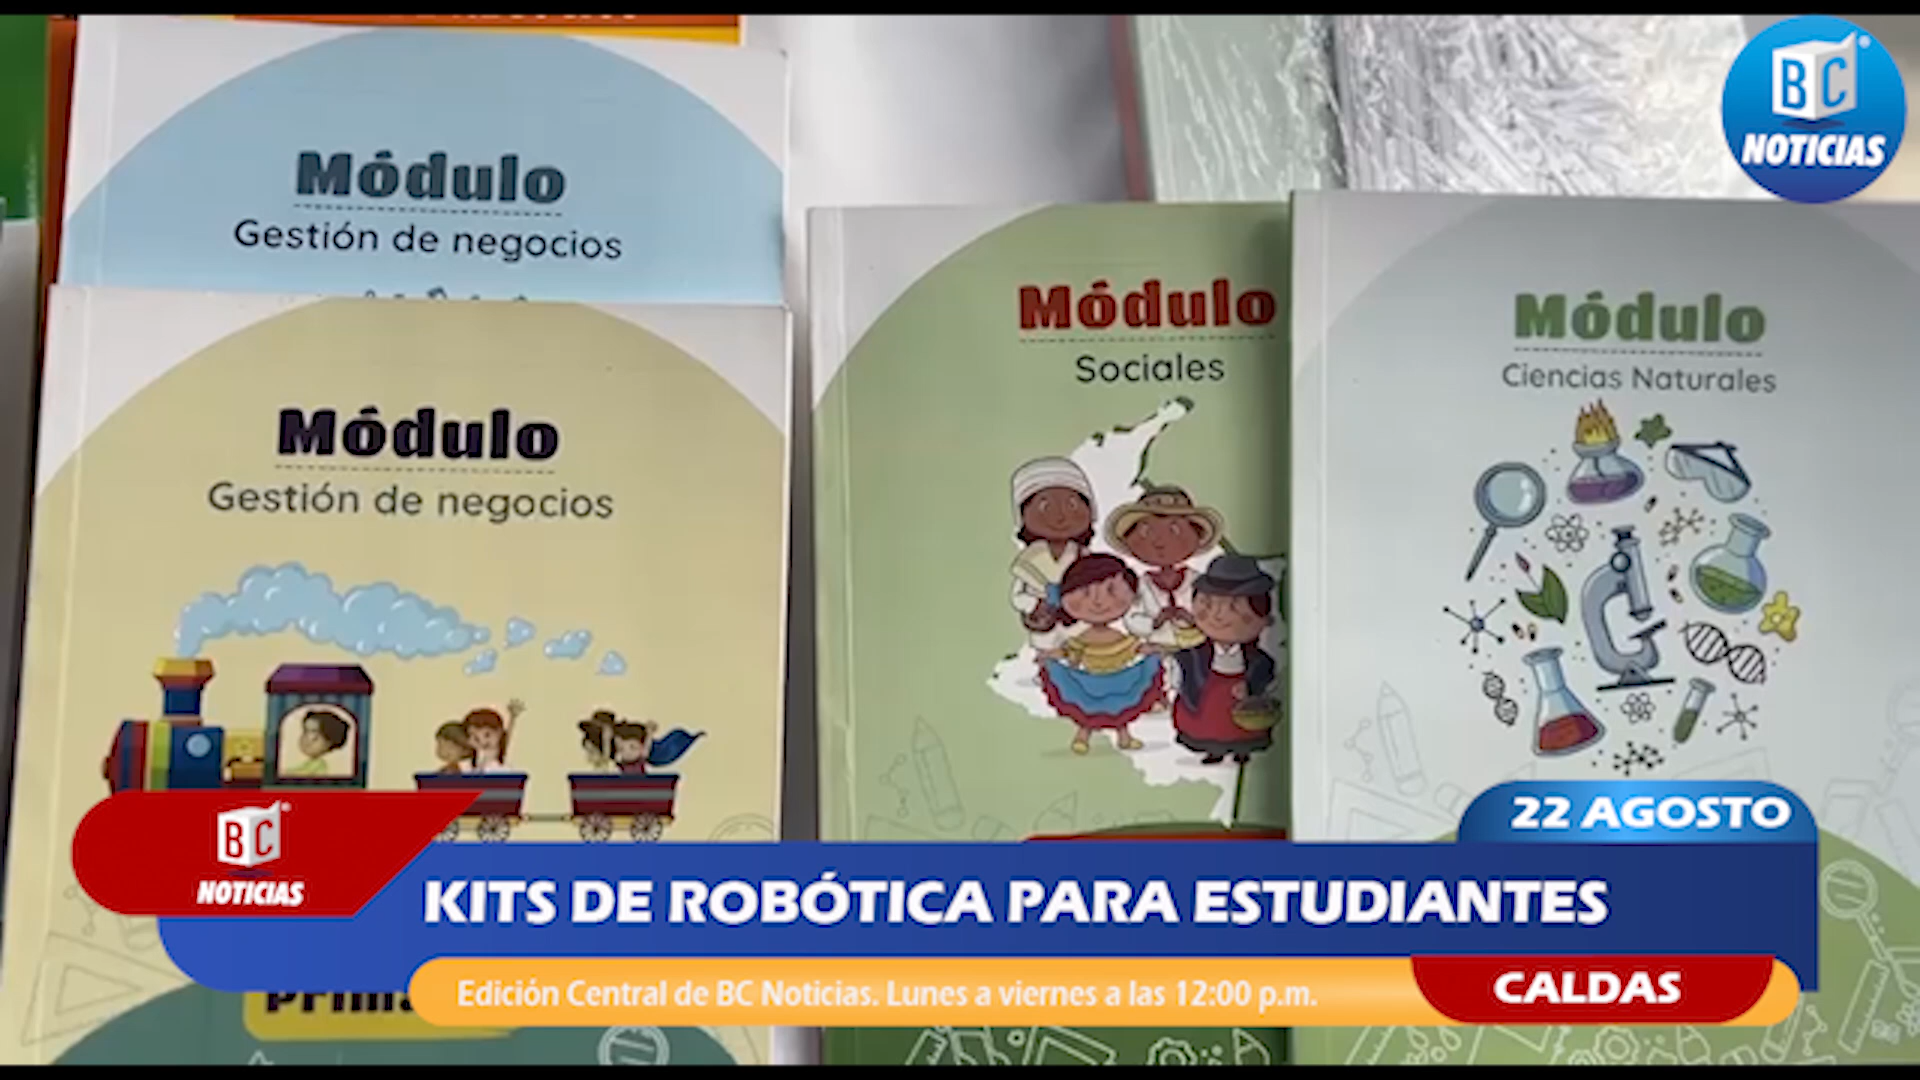 BC
NOTICIAS
Módulo
Gestión de negocios
Módulo
Gestión de negocios
Módulo
Sociales
Módulo
Ciencias Naturales
22 AGOSTO
BC
NOTICIAS
KITS DE ROBÓTICA PARA ESTUDIANTES
Edición Central de BC Noticias. Lunes a viernes a las 12:00 p.m.
CALDAS